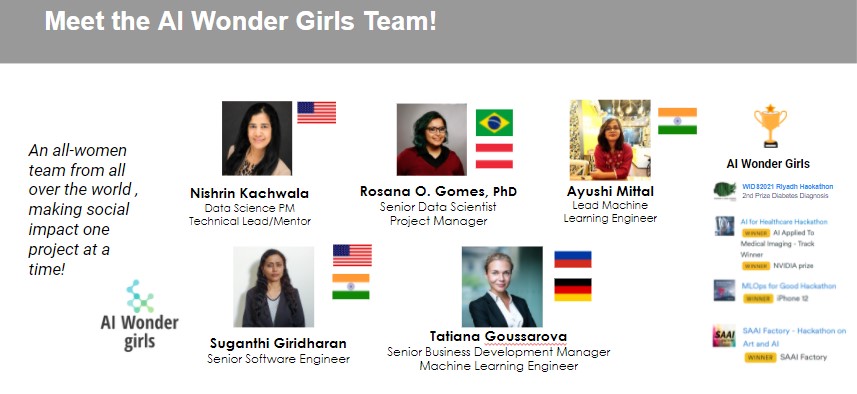 Meet the AI Wonder Girls Team!
An all-women
team from all
over the world ,
making social
impact one
project at a
time!
AI Wonder
girls
Nishrin Kachwala
Data Science PM
Technical Lead/Mentor
Rosana O. Gomes, PhD
Senior Data Scientist
Project Manager
Ayushi Mittal
Lead Machine
Learning Engineer
Suganthi Giridharan
Senior Software Engineer
Tatiana Goussarova
Senior Business Development Manager
Machine Learning Engineer
AI Wonder Girls
WIDS2021 Riyadh Hackathon
2nd Prize Diabetes Diagnosis
AI for Healthcare Hackathon
WINNER AI Applied To
Medical Imaging - Track
Winner
WINNER NVIDIA prize
MLOps for Good Hackathon
WINNER iPhone 12
SAAI
SAAI Factory - Hackathon on
Art and AI
WINNER SAAI Factory